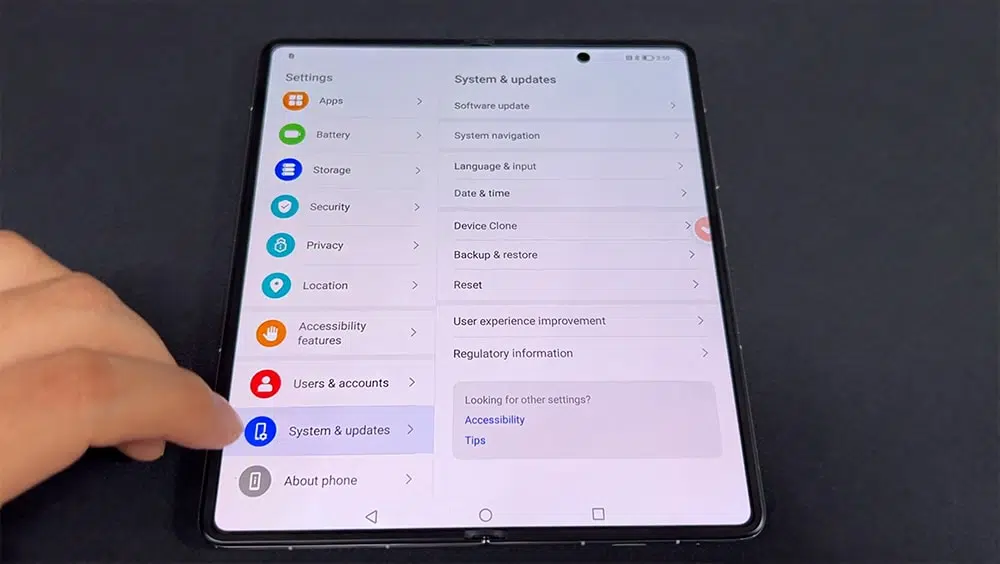 Settings
Apps
Battery
Storage
Security
Privacy
Location
Accessibility
features
Users & accounts
System & updates
About phone
System & updates
Software update
System navigation
Language & input
Date & time
Device Clone
Backup & restore
Reset
User experience improvement
Regulatory information
Looking for other settings?
Accessibility
Tips